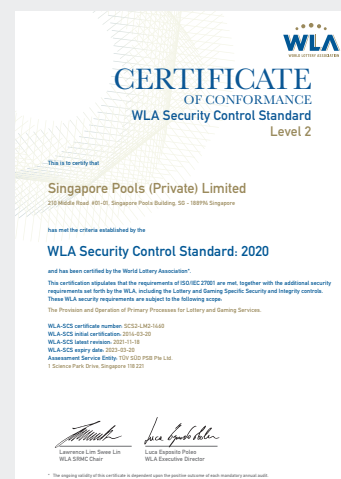 WLA
WORLD LOTTERY ASSOCIATION
CERTIFICATE
OF CONFORMANCE
WLA Security Control Standard
Level 2
This is to certify that
Singapore Pools (Private) Limited
210 Middle Road #01-01, Singapore Pools Building, SG - 188994 Singapore
has met the criteria established by the
WLA Security Control Standard: 2020
and has been certified by the World Lottery Association*.
This certification stipulates that the requirements of ISO/IEC 27001 are met, together with the additional security
requirements set forth by the WLA, including the Lottery and Gaming Specific Security and Integrity controls.
These WLA security requirements are subject to the following scope:
The Provision and Operation of Primary Processes for Lottery and Gaming Services.
WLA-SCS certificate number: SCS2-LM2-1460
WLA-SCS initial certification: 2014-03-20
WLA-SCS latest revision: 2021-11-18
WLA-SCS expiry date: 2023-03-20
Assessment Service Entity: TÜV SÜD PSB Pte Ltd.
1 Science Park Drive Singapore 118221
Lawrence Lim Swee Lin
WLA SRMC Chair
Luca Esposito Poleo
WLA Executive Director
* The ongoing validity of this certificate is dependent upon the positive outcome of each mandatory annual audit.